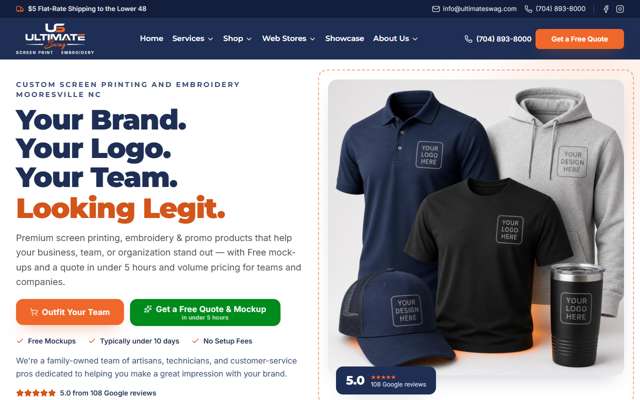 $5 Flat-Rate Shipping to the Lower 48
info@ultimateswag.com
(704) 893-8000
US
ULTIMATE
Swag
SCREEN PRINT EMBROIDERY
Home
Services
Shop
Web Stores
Showcase
About Us
(704) 893-8000
Get a Free Quote
CUSTOM SCREEN PRINTING AND EMBROIDERY
MOORESVILLE NC
Your Brand.
Your Logo.
Your Team.
Looking Legit.
Premium screen printing, embroidery & promo products that help
your business, team, or organization stand out — with Free mock-
ups and a quote in under 5 hours and volume pricing for teams and
companies.
Outfit Your Team
Get a Free Quote & Mockup
in under 5 hours
Free Mockups
Typically under 10 days
No Setup Fees
We're a family-owned team of artisans, technicians, and customer-service
pros dedicated to helping you make a great impression with your brand.
5.0 from 108 Google reviews
YOUR
LOGO
HERE
YOUR
DESIGN
HERE
YOUR
LOGO
HERE
YOUR
DESIGN
HERE
YOUR
LOGO
HERE
5.0
108 Google reviews